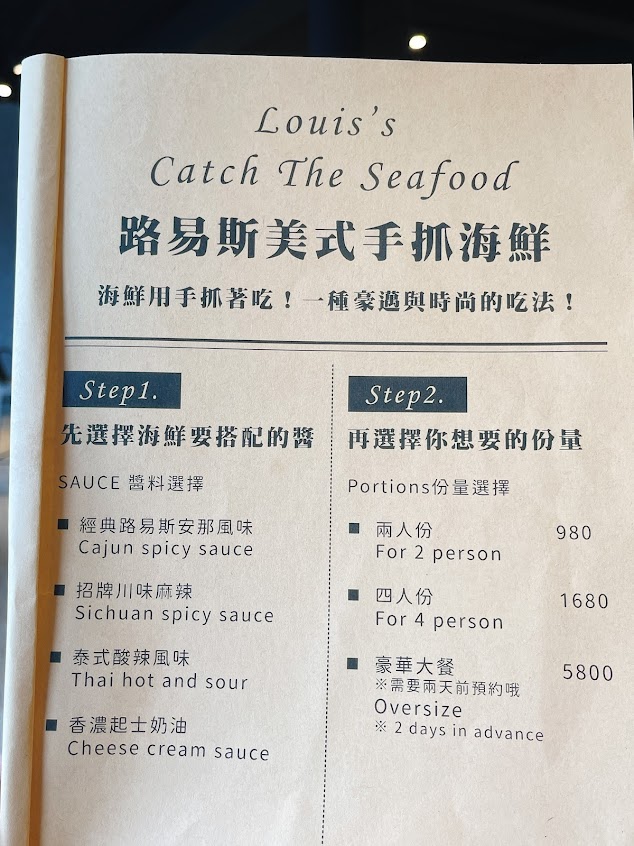 Louis's
Catch The Seafood
路易斯美式手抓海鮮
海鮮用手抓著吃！一種豪邁與時尚的吃法！
Step1.
先選擇海鮮要搭配的醬
SAUCE 醬料選擇
■ 經典路易斯安那風味
Cajun spicy sauce
■ 招牌川味麻辣
Sichuan spicy sauce
■ 泰式酸辣風味
Thai hot and sour
■ 香濃起士奶油
Cheese cream sauce
Step2.
再選擇你想要的份量
Portions份量選擇
■ 兩人份 980
For 2 person
■ 四人份 1680
For 4 person
■ 豪華大餐 5800
※需要兩天前預約哦
Oversize
※ 2 days in advance